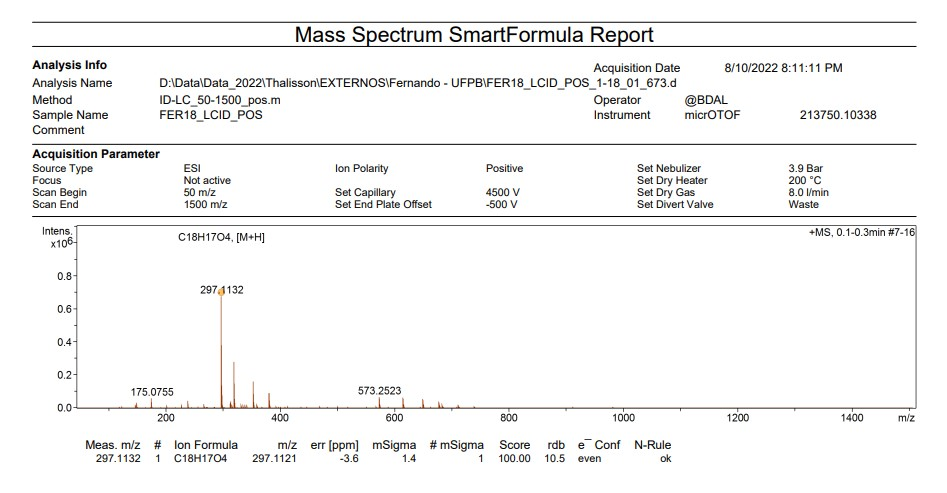 Mass Spectrum SmartFormula Report
Analysis Info
Acquisition Date 8/10/2022 8:11:11 PM
Analysis Name D:\Data\Data_2022\Thalisson\EXTERNOS\Fernando - UFPB\FER18_LCID_POS_1-18_01_673.d
Method ID-LC_50-1500_pos.m Operator @BDAL
Sample Name FER18_LCID_POS Instrument micrOTOF 213750.10338
Comment
Acquisition Parameter
Source Type ESI Ion Polarity Positive Set Nebulizer 3.9 Bar
Focus Not active Set Dry Heater 200 °C
Scan Begin 50 m/z Set Capillary 4500 V Set Dry Gas 8.0 l/min
Scan End 1500 m/z Set End Plate Offset -500 V Set Divert Valve Waste
Intens. +MS, 0.1-0.3min #7-16
x10⁶ C18H17O4, [M+H]
0.8
297.1132
0.6
0.4
0.2 175.0755 573.2523
0.0
200 400 600 800 1000 1200 1400 m/z
Meas. m/z # Ion Formula m/z err [ppm] mSigma # mSigma Score rdb e⁻ Conf N-Rule
297.1132 1 C18H17O4 297.1121 -3.6 1.4 1 100.00 10.5 even ok